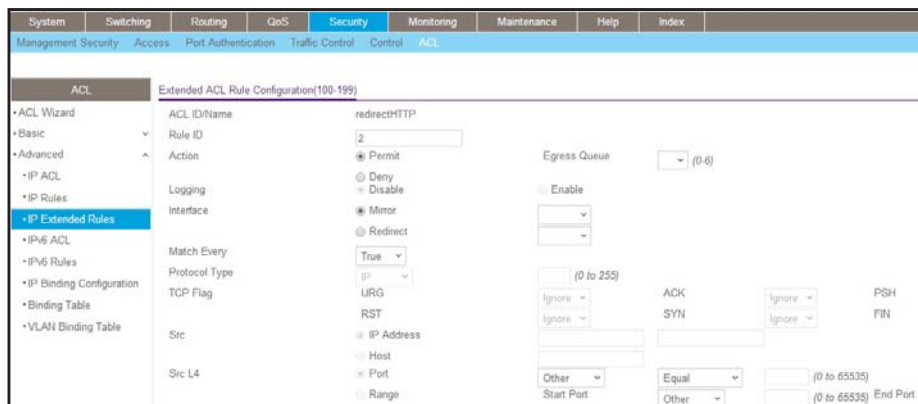 System Switching Routing QoS Security Monitoring Maintenance Help Index
Management Security Access Port Authentication Traffic Control Control ACL
ACL
Extended ACL Rule Configuration(100-199)
•ACL Wizard
ACL ID/Name redirectHTTP
•Basic
Rule ID 2
•Advanced
Action Permit Egress Queue (0-6)
•IP ACL
Deny
•IP Rules
Logging Disable Enable
•IP Extended Rules
Interface Mirror
•IPv6 ACL
Redirect
•IPv6 Rules
Match Every True
•IP Binding Configuration
Protocol Type IP (0 to 255)
•Binding Table
TCP Flag URG Ignore ACK Ignore PSH
•VLAN Binding Table
RST Ignore SYN Ignore FIN
Src IP Address
Host
Src L4 Port Other Equal (0 to 65535)
Range Start Port Other (0 to 65535) End Port